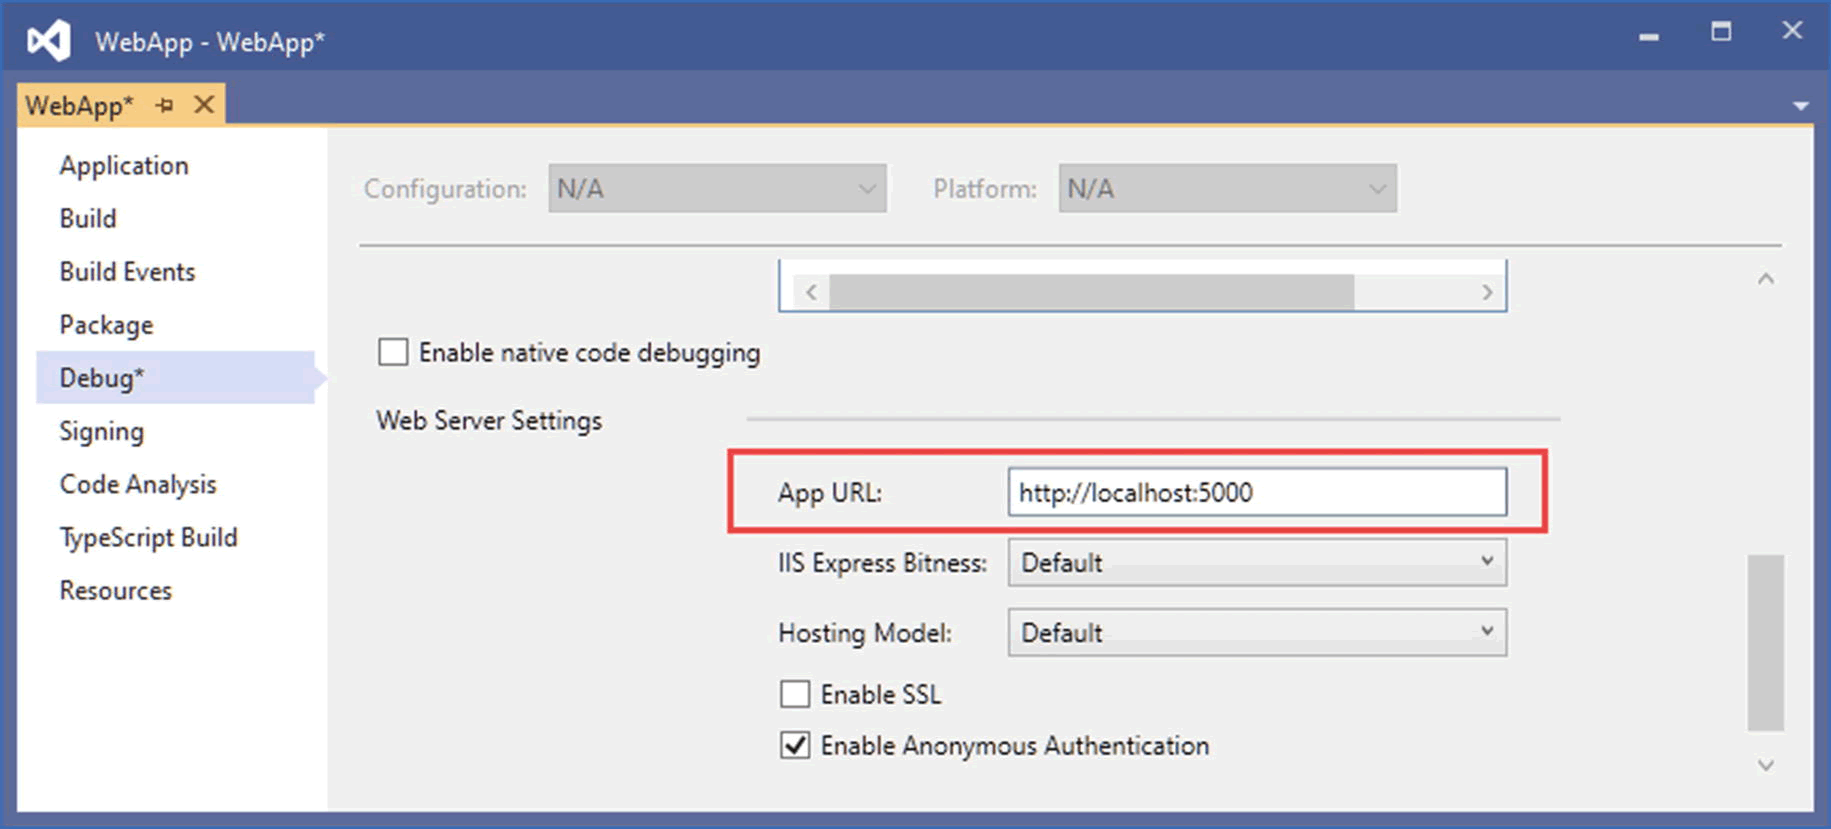 WebApp - WebApp*
WebApp*
Application
Build
Build Events
Package
Debug*
Signing
Code Analysis
TypeScript Build
Resources
Configuration: N/A Platform: N/A
Enable native code debugging
Web Server Settings
App URL: http://localhost:5000
IIS Express Bitness: Default
Hosting Model: Default
Enable SSL
Enable Anonymous Authentication